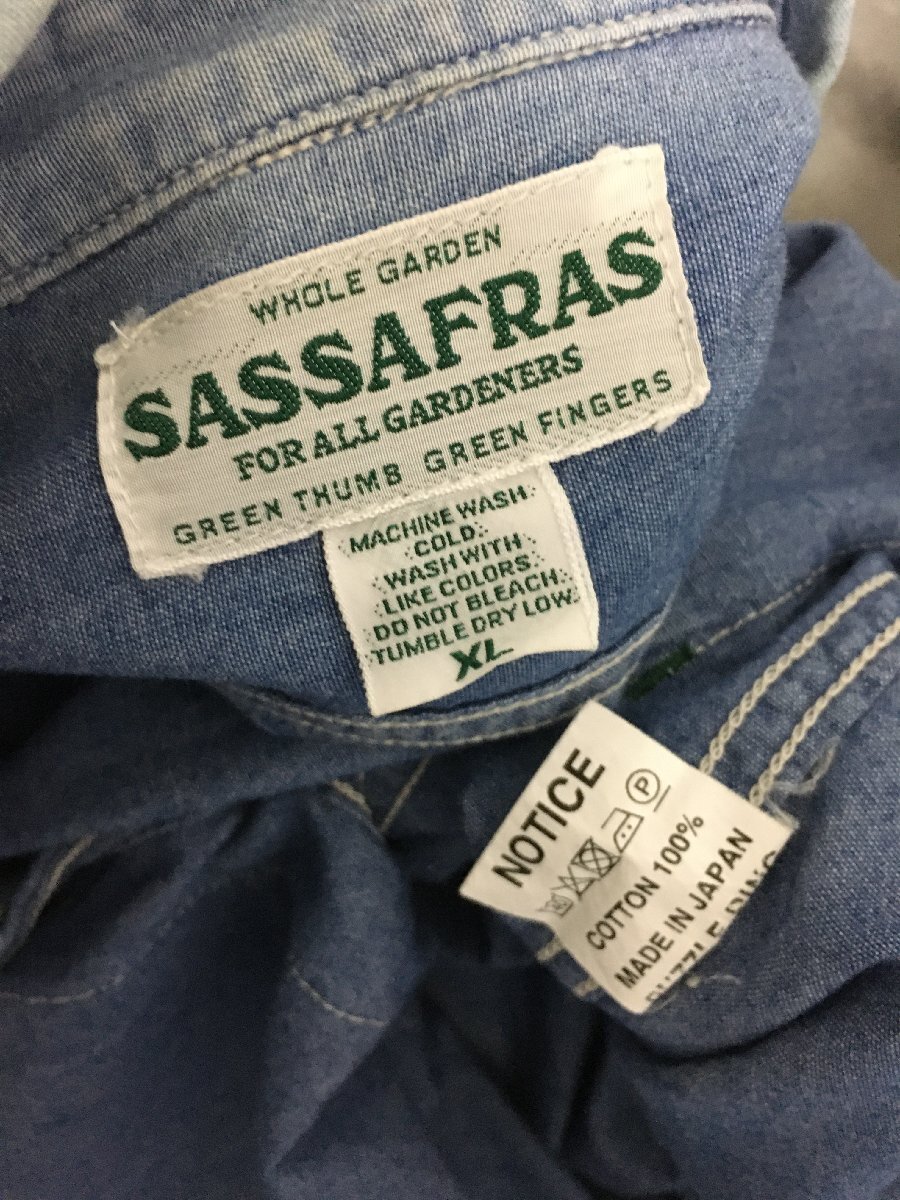 WHOLE GARDEN
SASSAFRAS
FOR ALL GARDENERS
GREEN THUMB GREEN FINGERS
MACHINE WASH
COLD.
WASH WITH
LIKE COLORS.
DO NOT BLEACH.
TUMBLE DRY LOW.
XL
NOTICE
P
COTTON 100%
MADE IN JAPAN